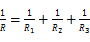 1/R = 1/R₁ + 1/R₂ + 1/R₃